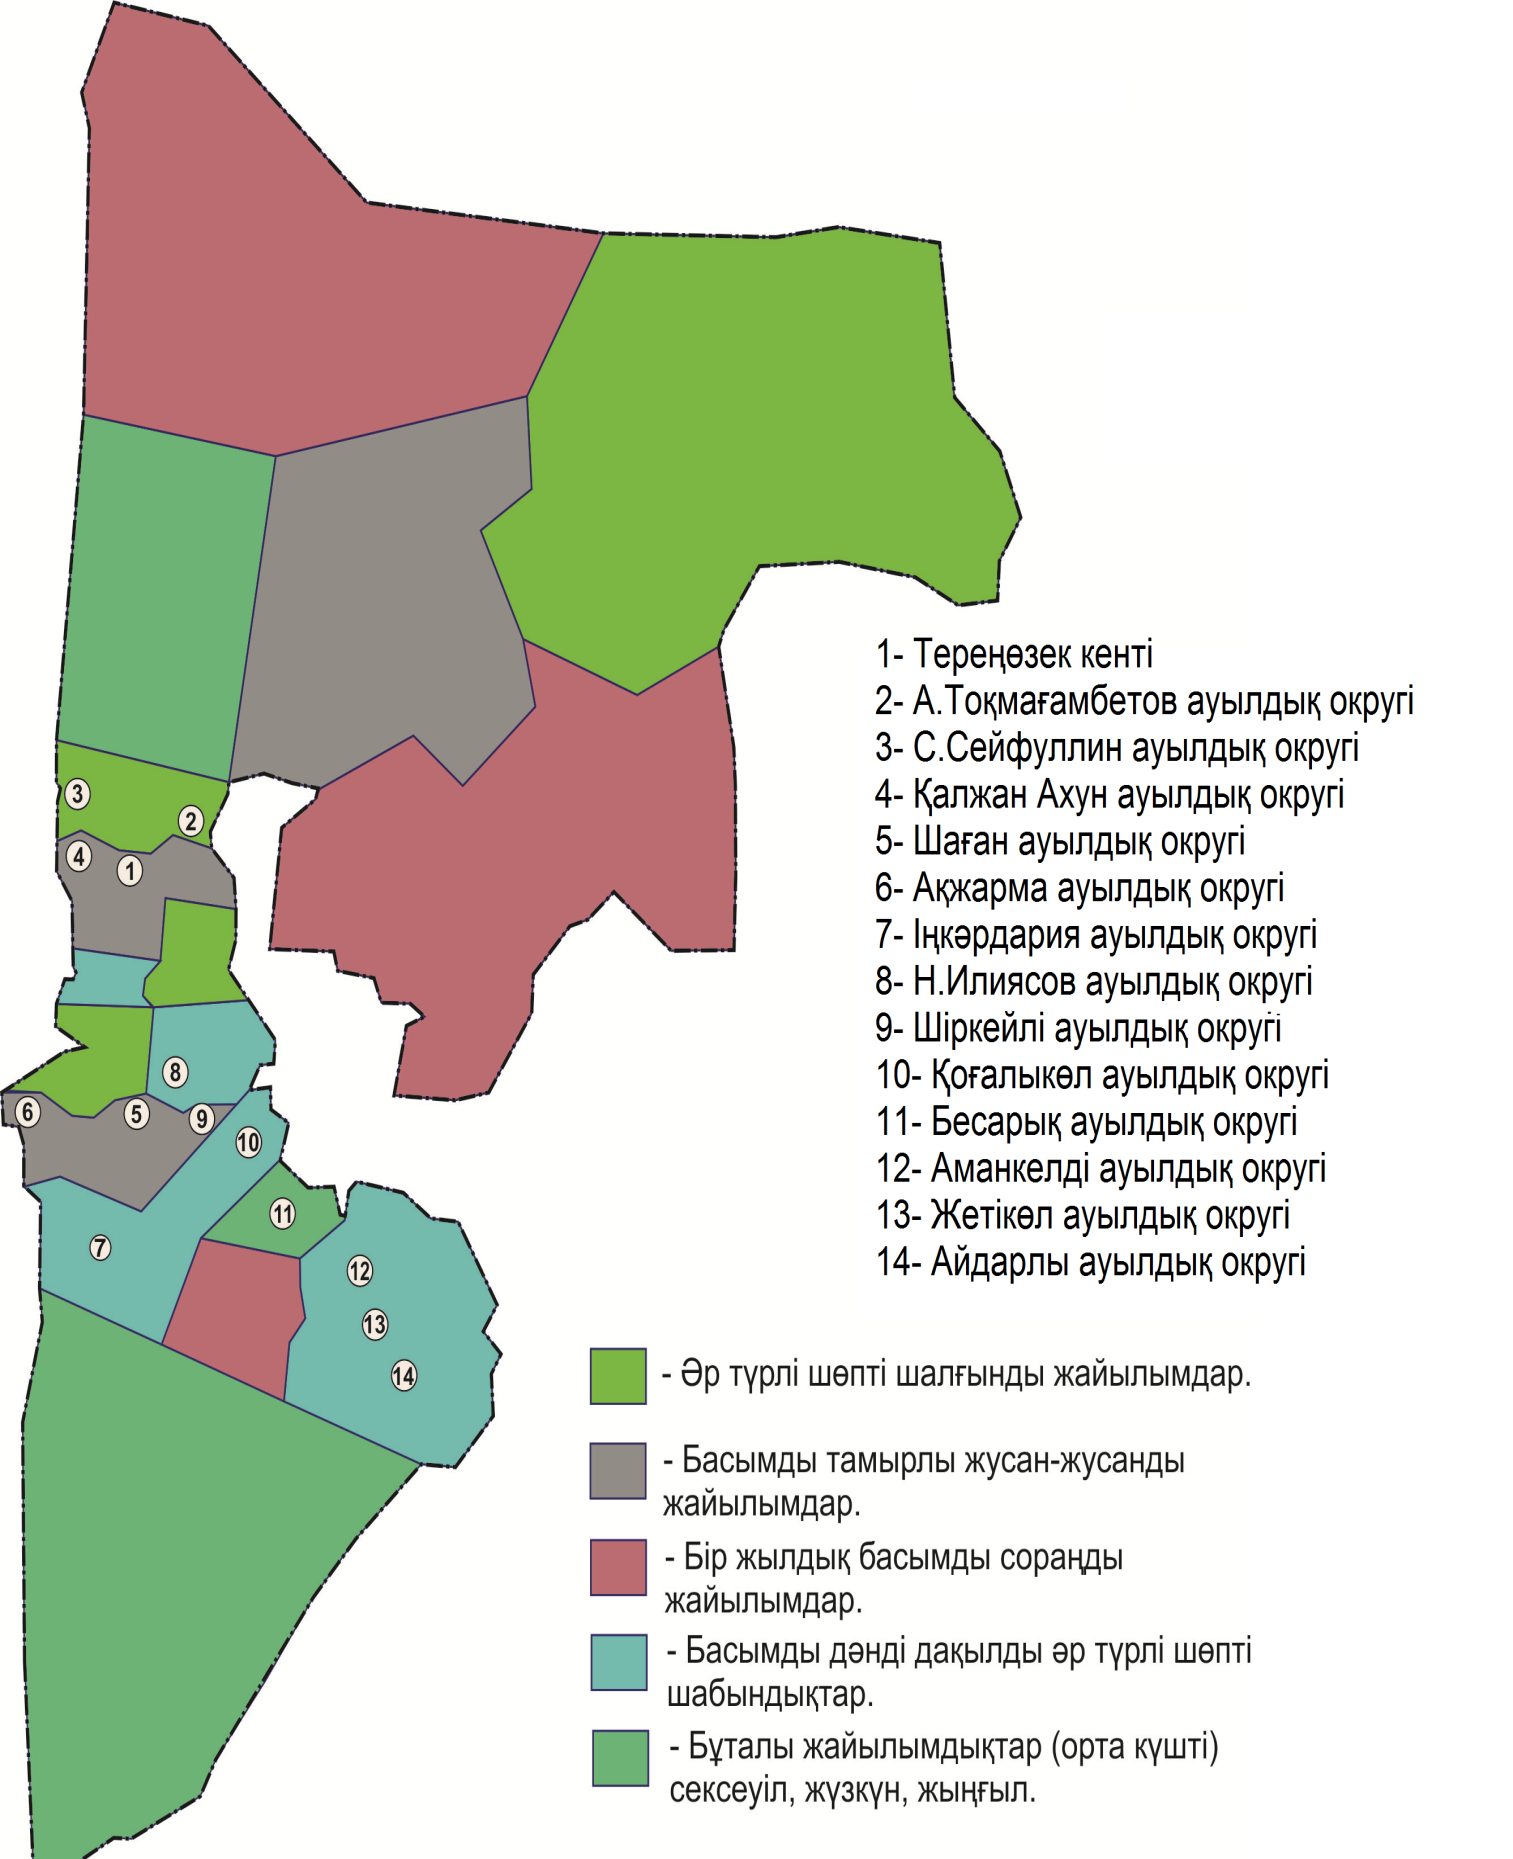 3
2
4
1
8
6
5
9
10
11
7
12
13
14
1- Тереңөзек кенті
2- А.Тоқмағамбетов ауылдық округі
3- С.Сейфуллин ауылдық округі
4- Қалжан Ахун ауылдық округі
5- Шаған ауылдық округі
6- Ақжарма ауылдық округі
7- Іңкәрдария ауылдық округі
8- Н.Илиясов ауылдық округі
9- Шіркейлі ауылдық округі
10- Қоғалыкөл ауылдық округі
11- Бесарық ауылдық округі
12- Аманкелді ауылдық округі
13- Жетікөл ауылдық округі
14- Айдарлы ауылдық округі
- Әр түрлі шөпті шалғынды жайылымдар.
- Басымды тамырлы жусан-жусанды
жайылымдар.
- Бір жылдық басымды сораңды
жайылымдар.
- Басымды дәнді дақылды әр түрлі шөпті
шабындықтар.
- Бұталы жайылымдықтар (орта күшті)
сексеуіл, жүзкүн, жыңғыл.